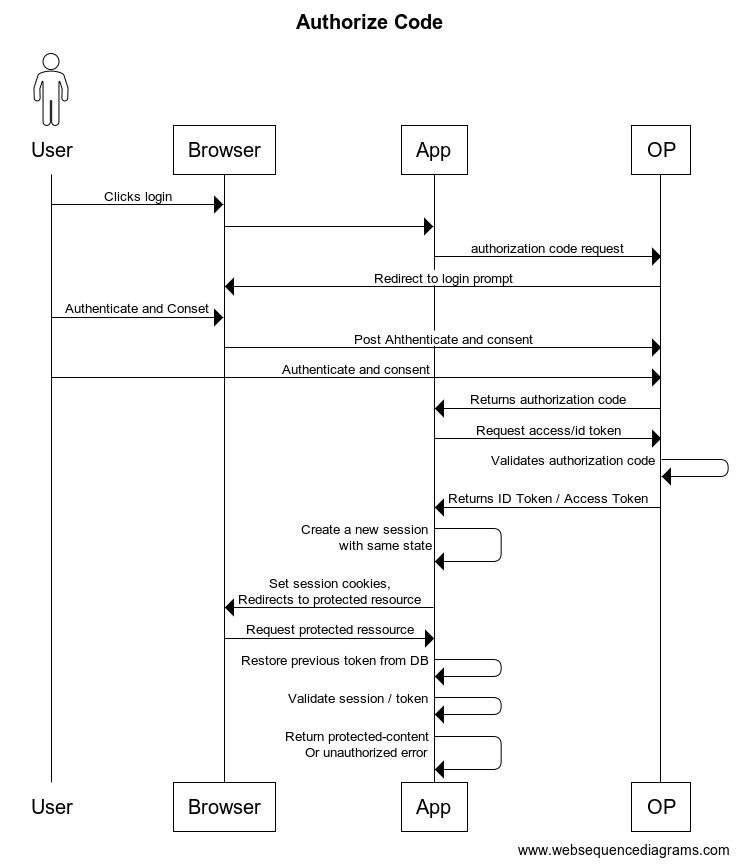 Authorize Code
User
Browser
App
OP
Clicks login
authorization code request
Redirect to login prompt
Authenticate and Conset
Post Ahthenticate and consent
Authenticate and consent
Returns authorization code
Request access/id token
Validates authorization code
Returns ID Token / Access Token
Create a new session
with same state
Set session cookies,
Redirects to protected resource
Request protected ressource
Restore previous token from DB
Validate session / token
Return protected-content
Or unauthorized error
User
Browser
App
OP
www.websequencediagrams.com